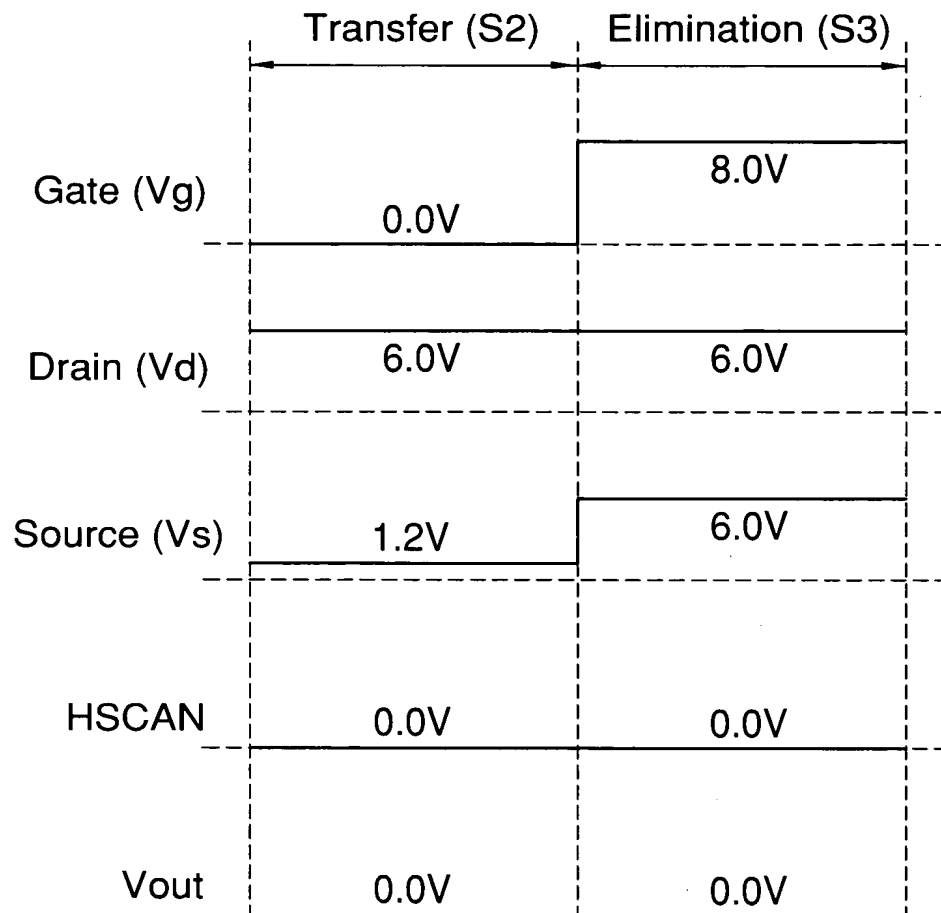 Transfer (S2) Elimination (S3)
Gate (Vg) 0.0V 8.0V
Drain (Vd) 6.0V 6.0V
Source (Vs) 1.2V 6.0V
HSCAN 0.0V 0.0V
Vout 0.0V 0.0V